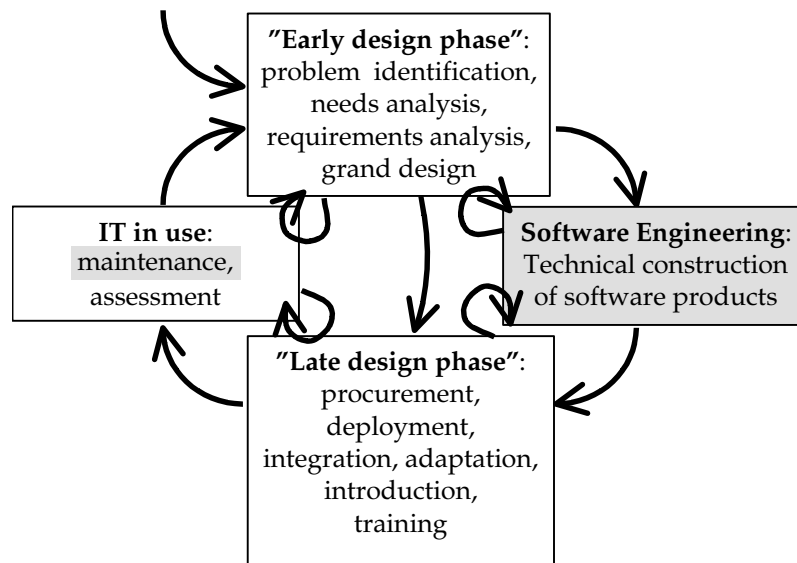 ”Early design phase”:
problem identification,
needs analysis,
requirements analysis,
grand design
IT in use:
maintenance,
assessment
Software Engineering:
Technical construction
of software products
”Late design phase”:
procurement,
deployment,
integration, adaptation,
introduction,
training